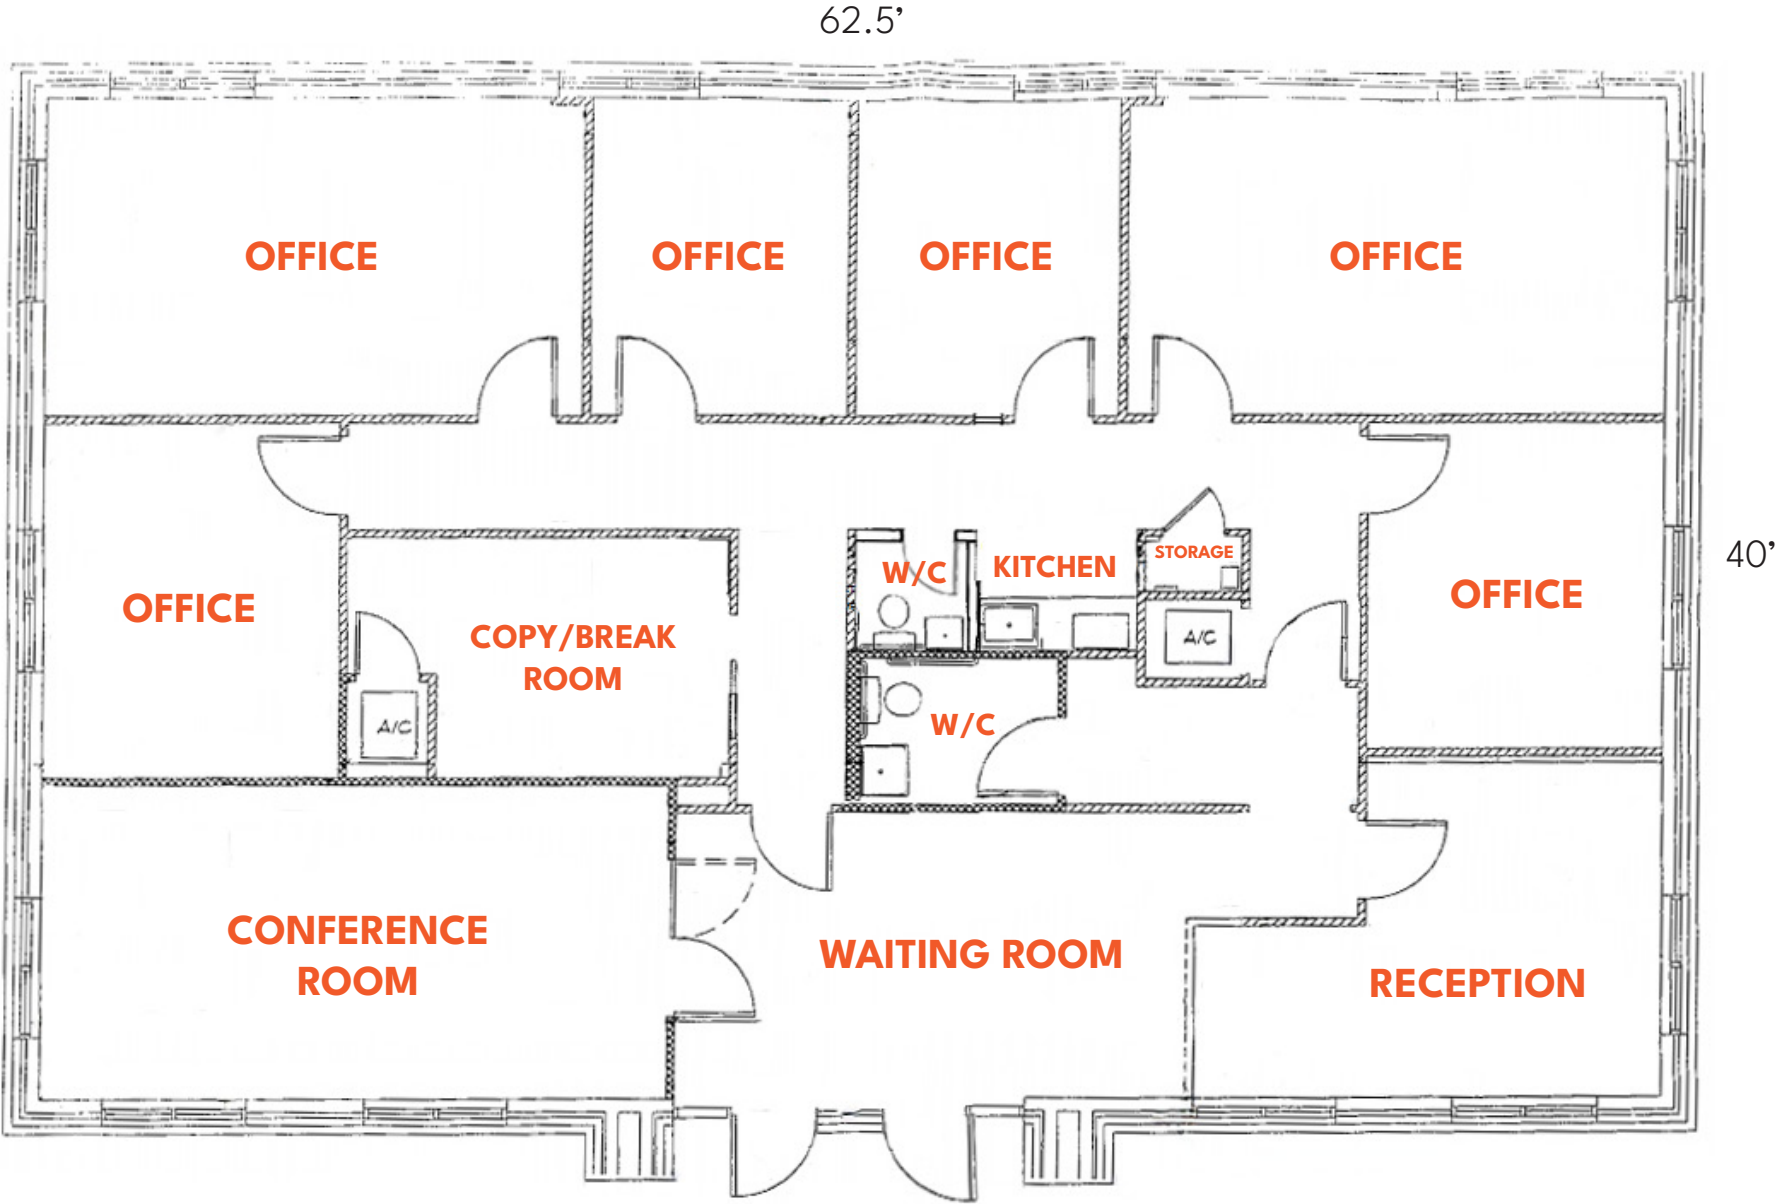 62.5’
OFFICE
OFFICE
OFFICE
OFFICE
40’
OFFICE
COPY/BREAK
ROOM
A/C
W/C
KITCHEN
STORAGE
A/C
OFFICE
W/C
CONFERENCE
ROOM
WAITING ROOM
RECEPTION